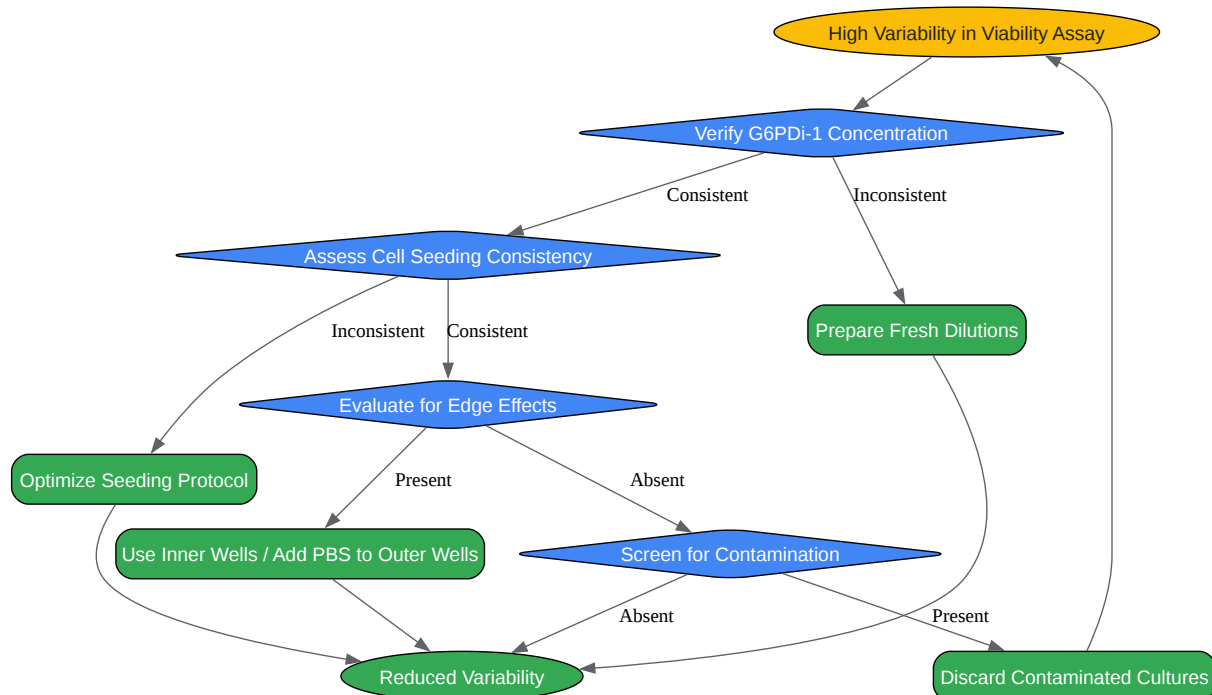 High Variability in Viability Assay
Verify G6PDi-1 Concentration
Consistent
Inconsistent
Assess Cell Seeding Consistency
Inconsistent
Consistent
Prepare Fresh Dilutions
Evaluate for Edge Effects
Optimize Seeding Protocol
Present
Absent
Use Inner Wells / Add PBS to Outer Wells
Screen for Contamination
Absent
Present
Reduced Variability
Discard Contaminated Cultures